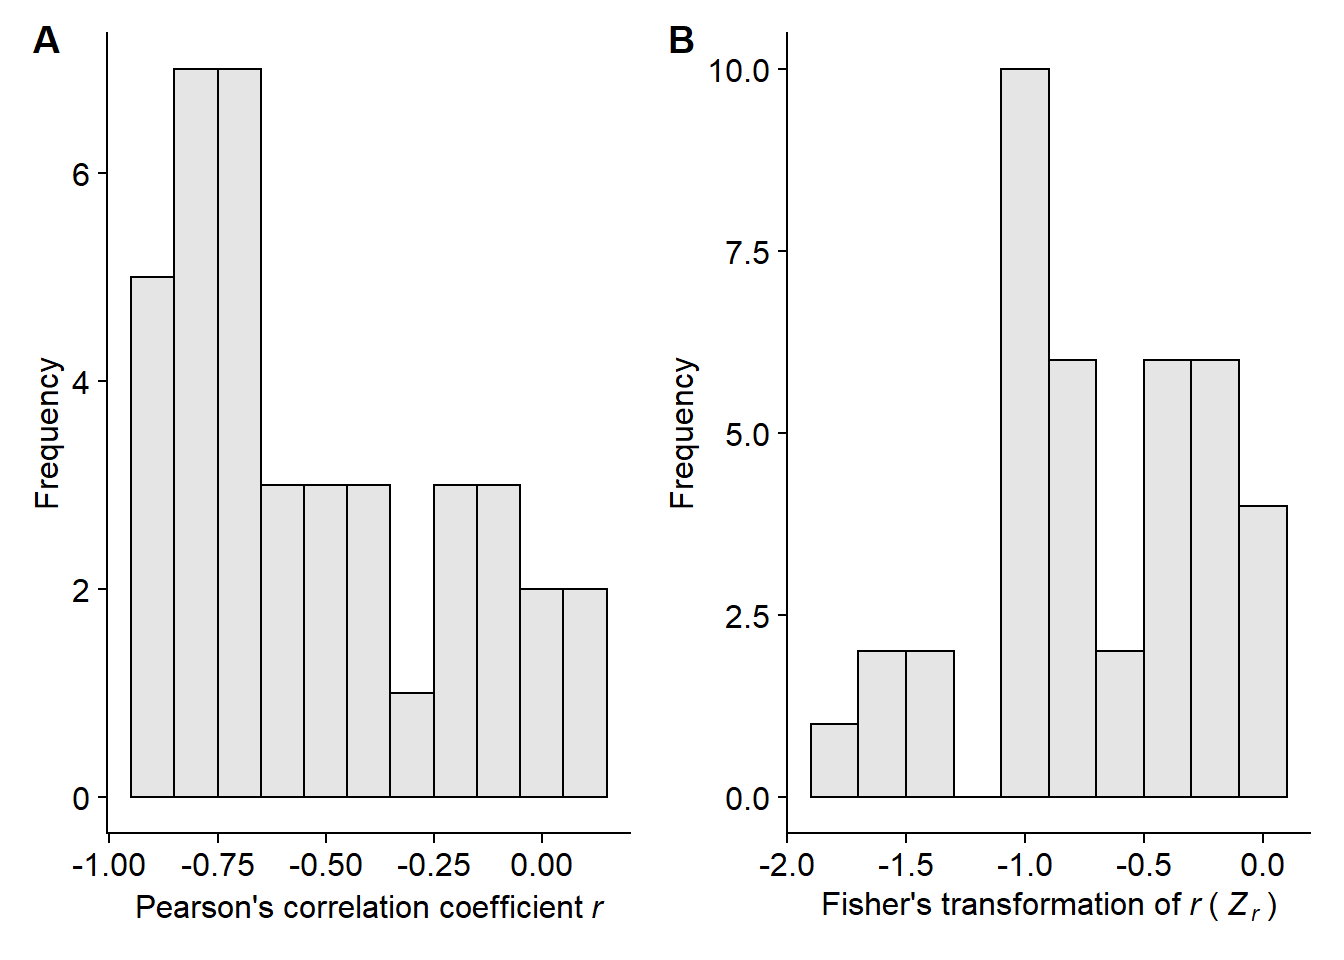 A
Frequency
6
4
2
0
-1.00 -0.75 -0.50 -0.25 0.00
Pearson's correlation coefficient r
B
Frequency
10.0
7.5
5.0
2.5
0.0
-2.0 -1.5 -1.0 -0.5 0.0
Fisher's transformation of r ( Z r )